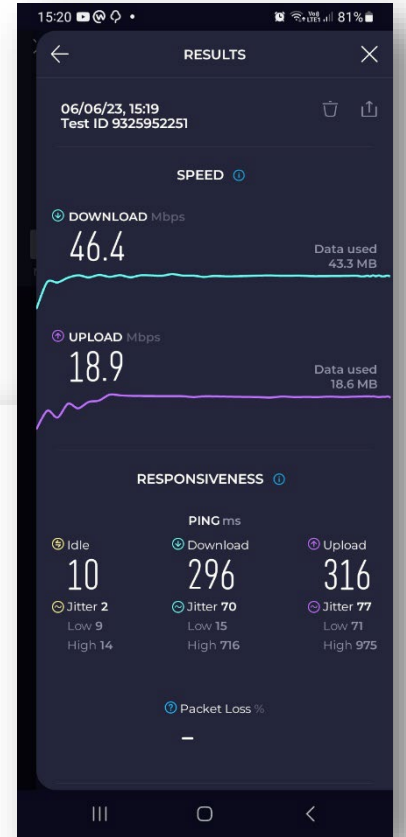 15:20 81%
RESULTS
06/06/23, 15:19
Test ID 9325952251
SPEED
DOWNLOAD Mbps
46.4
Data used
43.3 MB
UPLOAD Mbps
18.9
Data used
18.6 MB
RESPONSIVENESS
PING ms
Idle Download Upload
10 296 316
Jitter 2 Jitter 70 Jitter 77
Low 9 Low 15 Low 71
High 14 High 716 High 975
Packet Loss %
–